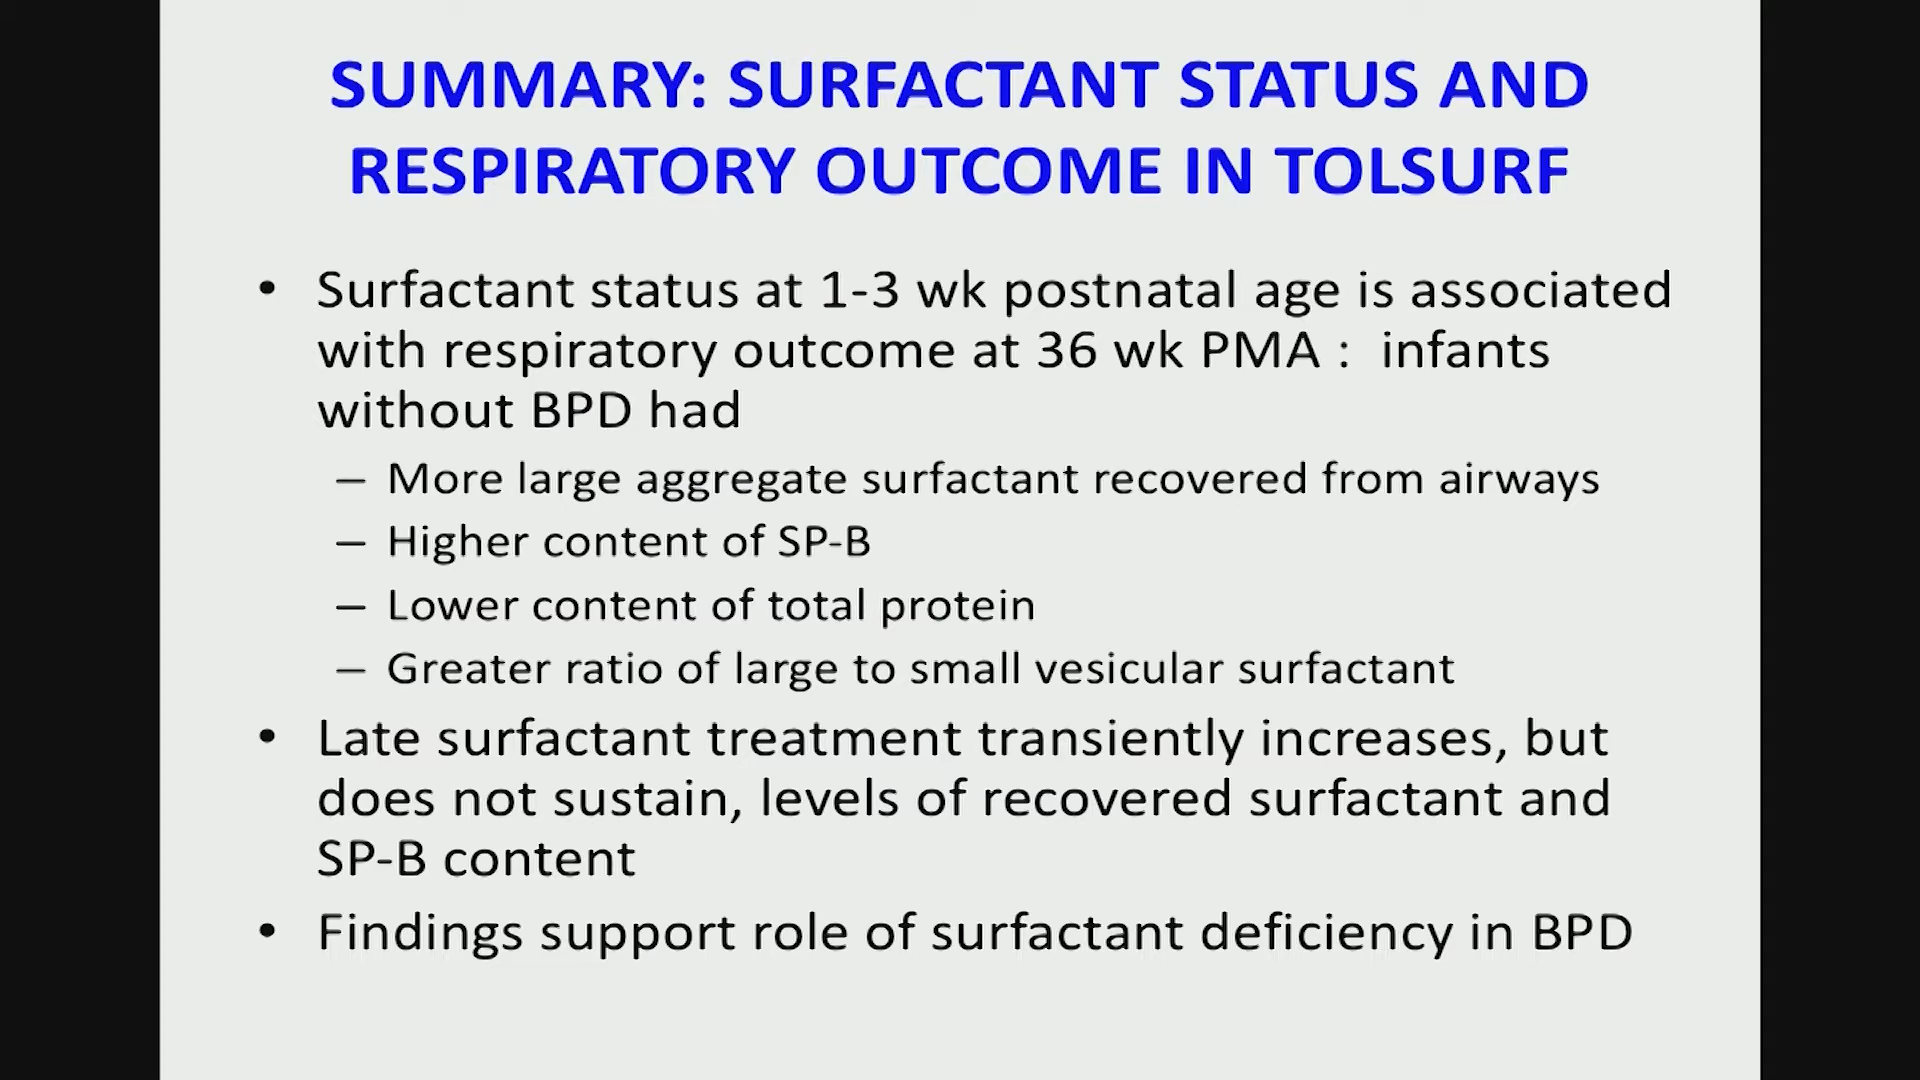 SUMMARY: SURFACTANT STATUS AND
RESPIRATORY OUTCOME IN TOLSURF
• Surfactant status at 1-3 wk postnatal age is associated
with respiratory outcome at 36 wk PMA : infants
without BPD had
– More large aggregate surfactant recovered from airways
– Higher content of SP-B
– Lower content of total protein
– Greater ratio of large to small vesicular surfactant
• Late surfactant treatment transiently increases, but
does not sustain, levels of recovered surfactant and
SP-B content
• Findings support role of surfactant deficiency in BPD